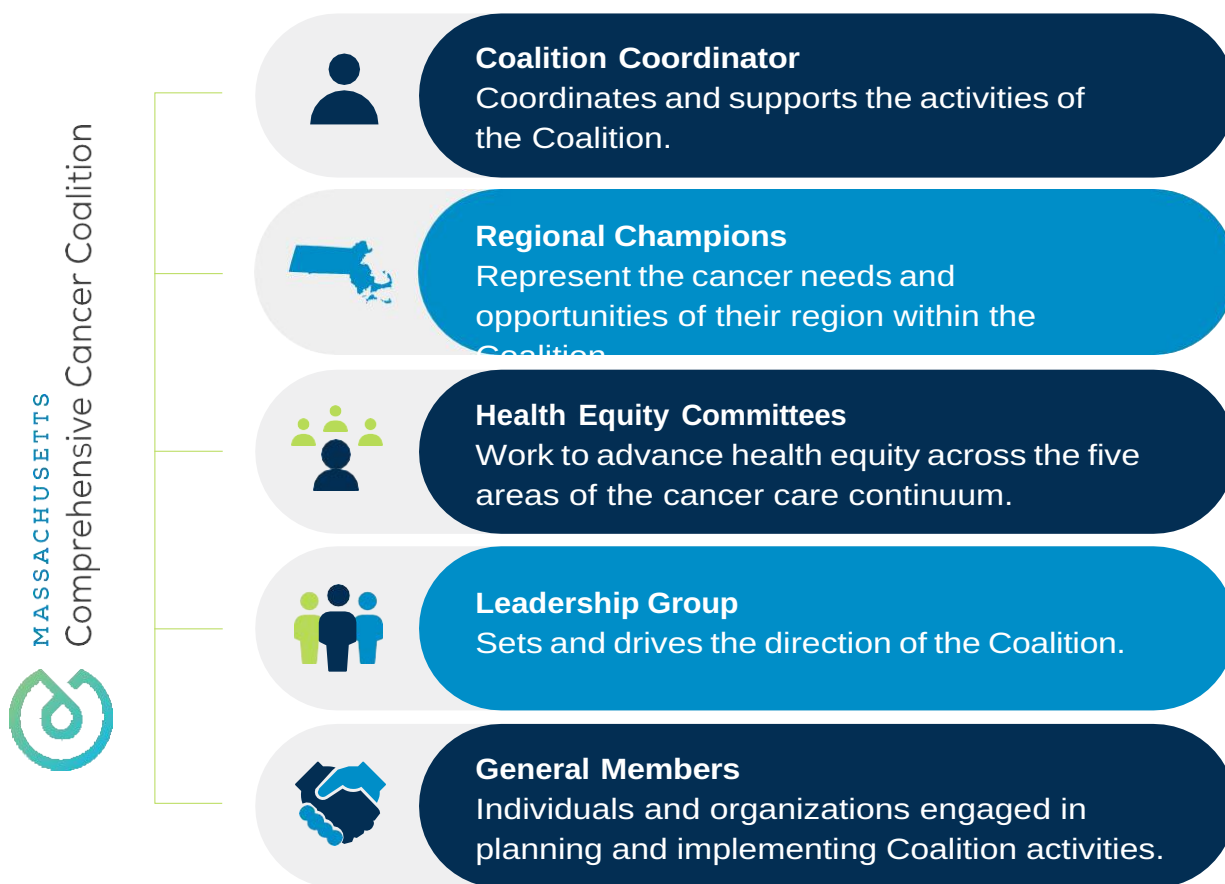 MASSACHUSETTS
Comprehensive Cancer Coalition
Coalition Coordinator
Coordinates and supports the activities of
the Coalition.
Regional Champions
Represent the cancer needs and
opportunities of their region within the
Coalition
Health Equity Committees
Work to advance health equity across the five
areas of the cancer care continuum.
Leadership Group
Sets and drives the direction of the Coalition.
General Members
Individuals and organizations engaged in
planning and implementing Coalition activities.